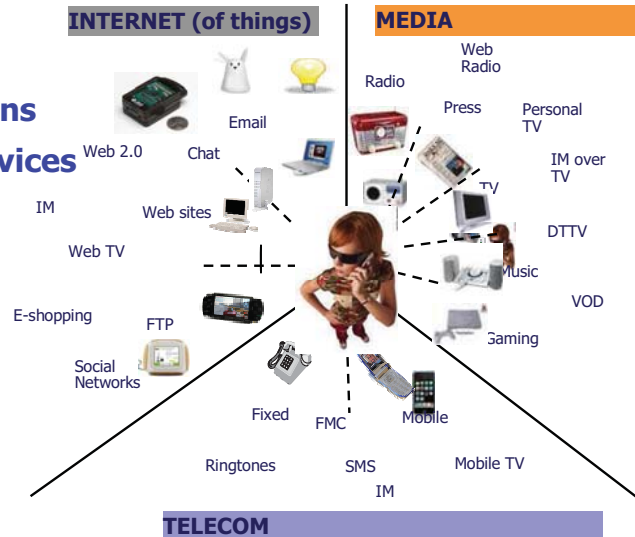 INTERNET (of things)
MEDIA
Web
Radio
Radio
Press
Personal
TV
ns
vices
Email
Web 2.0
Chat
IM over
TV
TV
IM
Web sites
DTTV
Web TV
Music
VOD
E-shopping
FTP
Gaming
Social
Networks
Fixed
FMC
Mobile
Ringtones
SMS
Mobile TV
IM
TELECOM